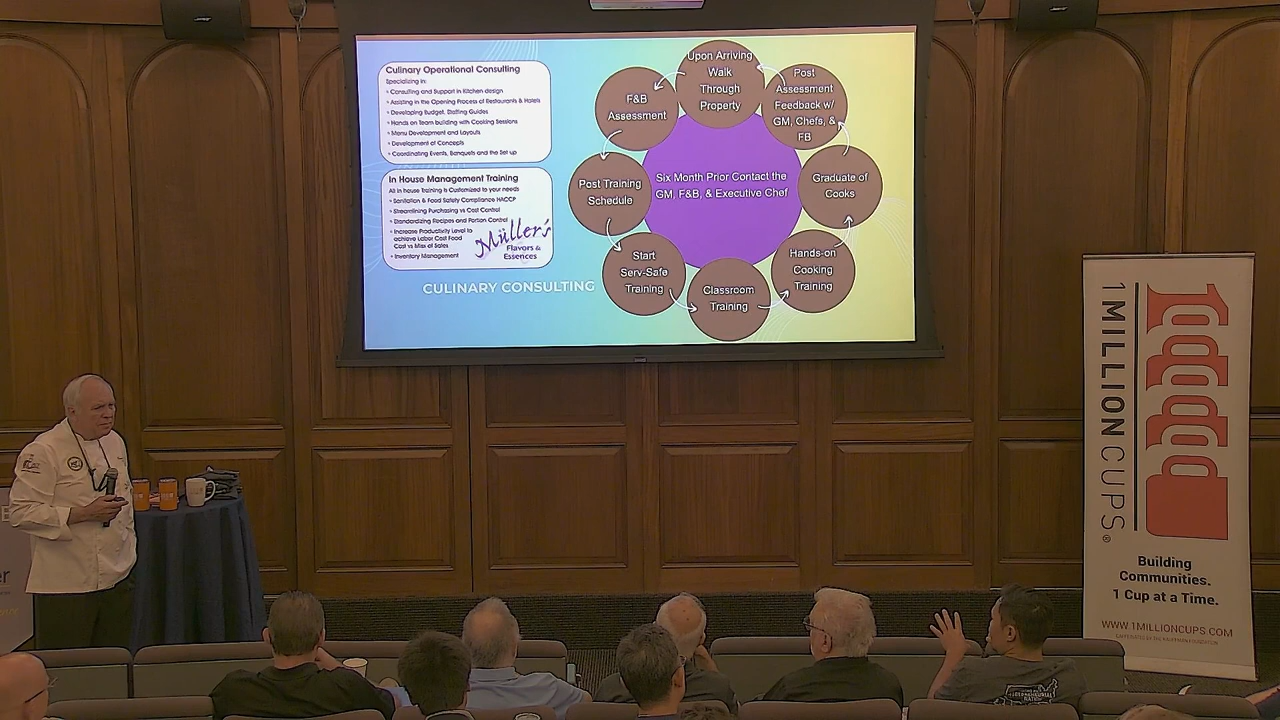 Culinary Operational Consulting
Specializing in:
• Consulting and Support in Kitchen design
• Assisting in the Opening Process of Restaurants & Hotels
• Developing Budget, Staffing Guides
• Hands on Team building with Cooking Sessions
• Menu Development and Layouts
• Development of Concepts
• Coordinating Events, Banquets and the Set up
In House Management Training
All in house Training is Customized to your needs
• Sanitation & Food Safety Compliance HACCP
• Streamlining Purchasing vs Cost Control
• Standardizing Recipes and Portion Control
• Increase Productivity Level to
achieve Labor Cost Food
Cost vs Max of Sales
• Inventory Management
Müller's
Flavors &
Essences
CULINARY CONSULTING
Upon Arriving
Walk
Through
Property
F&B
Assessment
Post Training
Schedule
Start
Serv-Safe
Training
Classroom
Training
Hands-on
Cooking
Training
Graduate of
Cooks
Post
Assessment
Feedback w/
GM, Chefs, &
FB
Six Month Prior Contact the
GM, F&B, & Executive Chef
1MILLIONCUPS®
Building
Communities.
1 Cup at a Time.
WWW.1MILLIONCUPS.COM